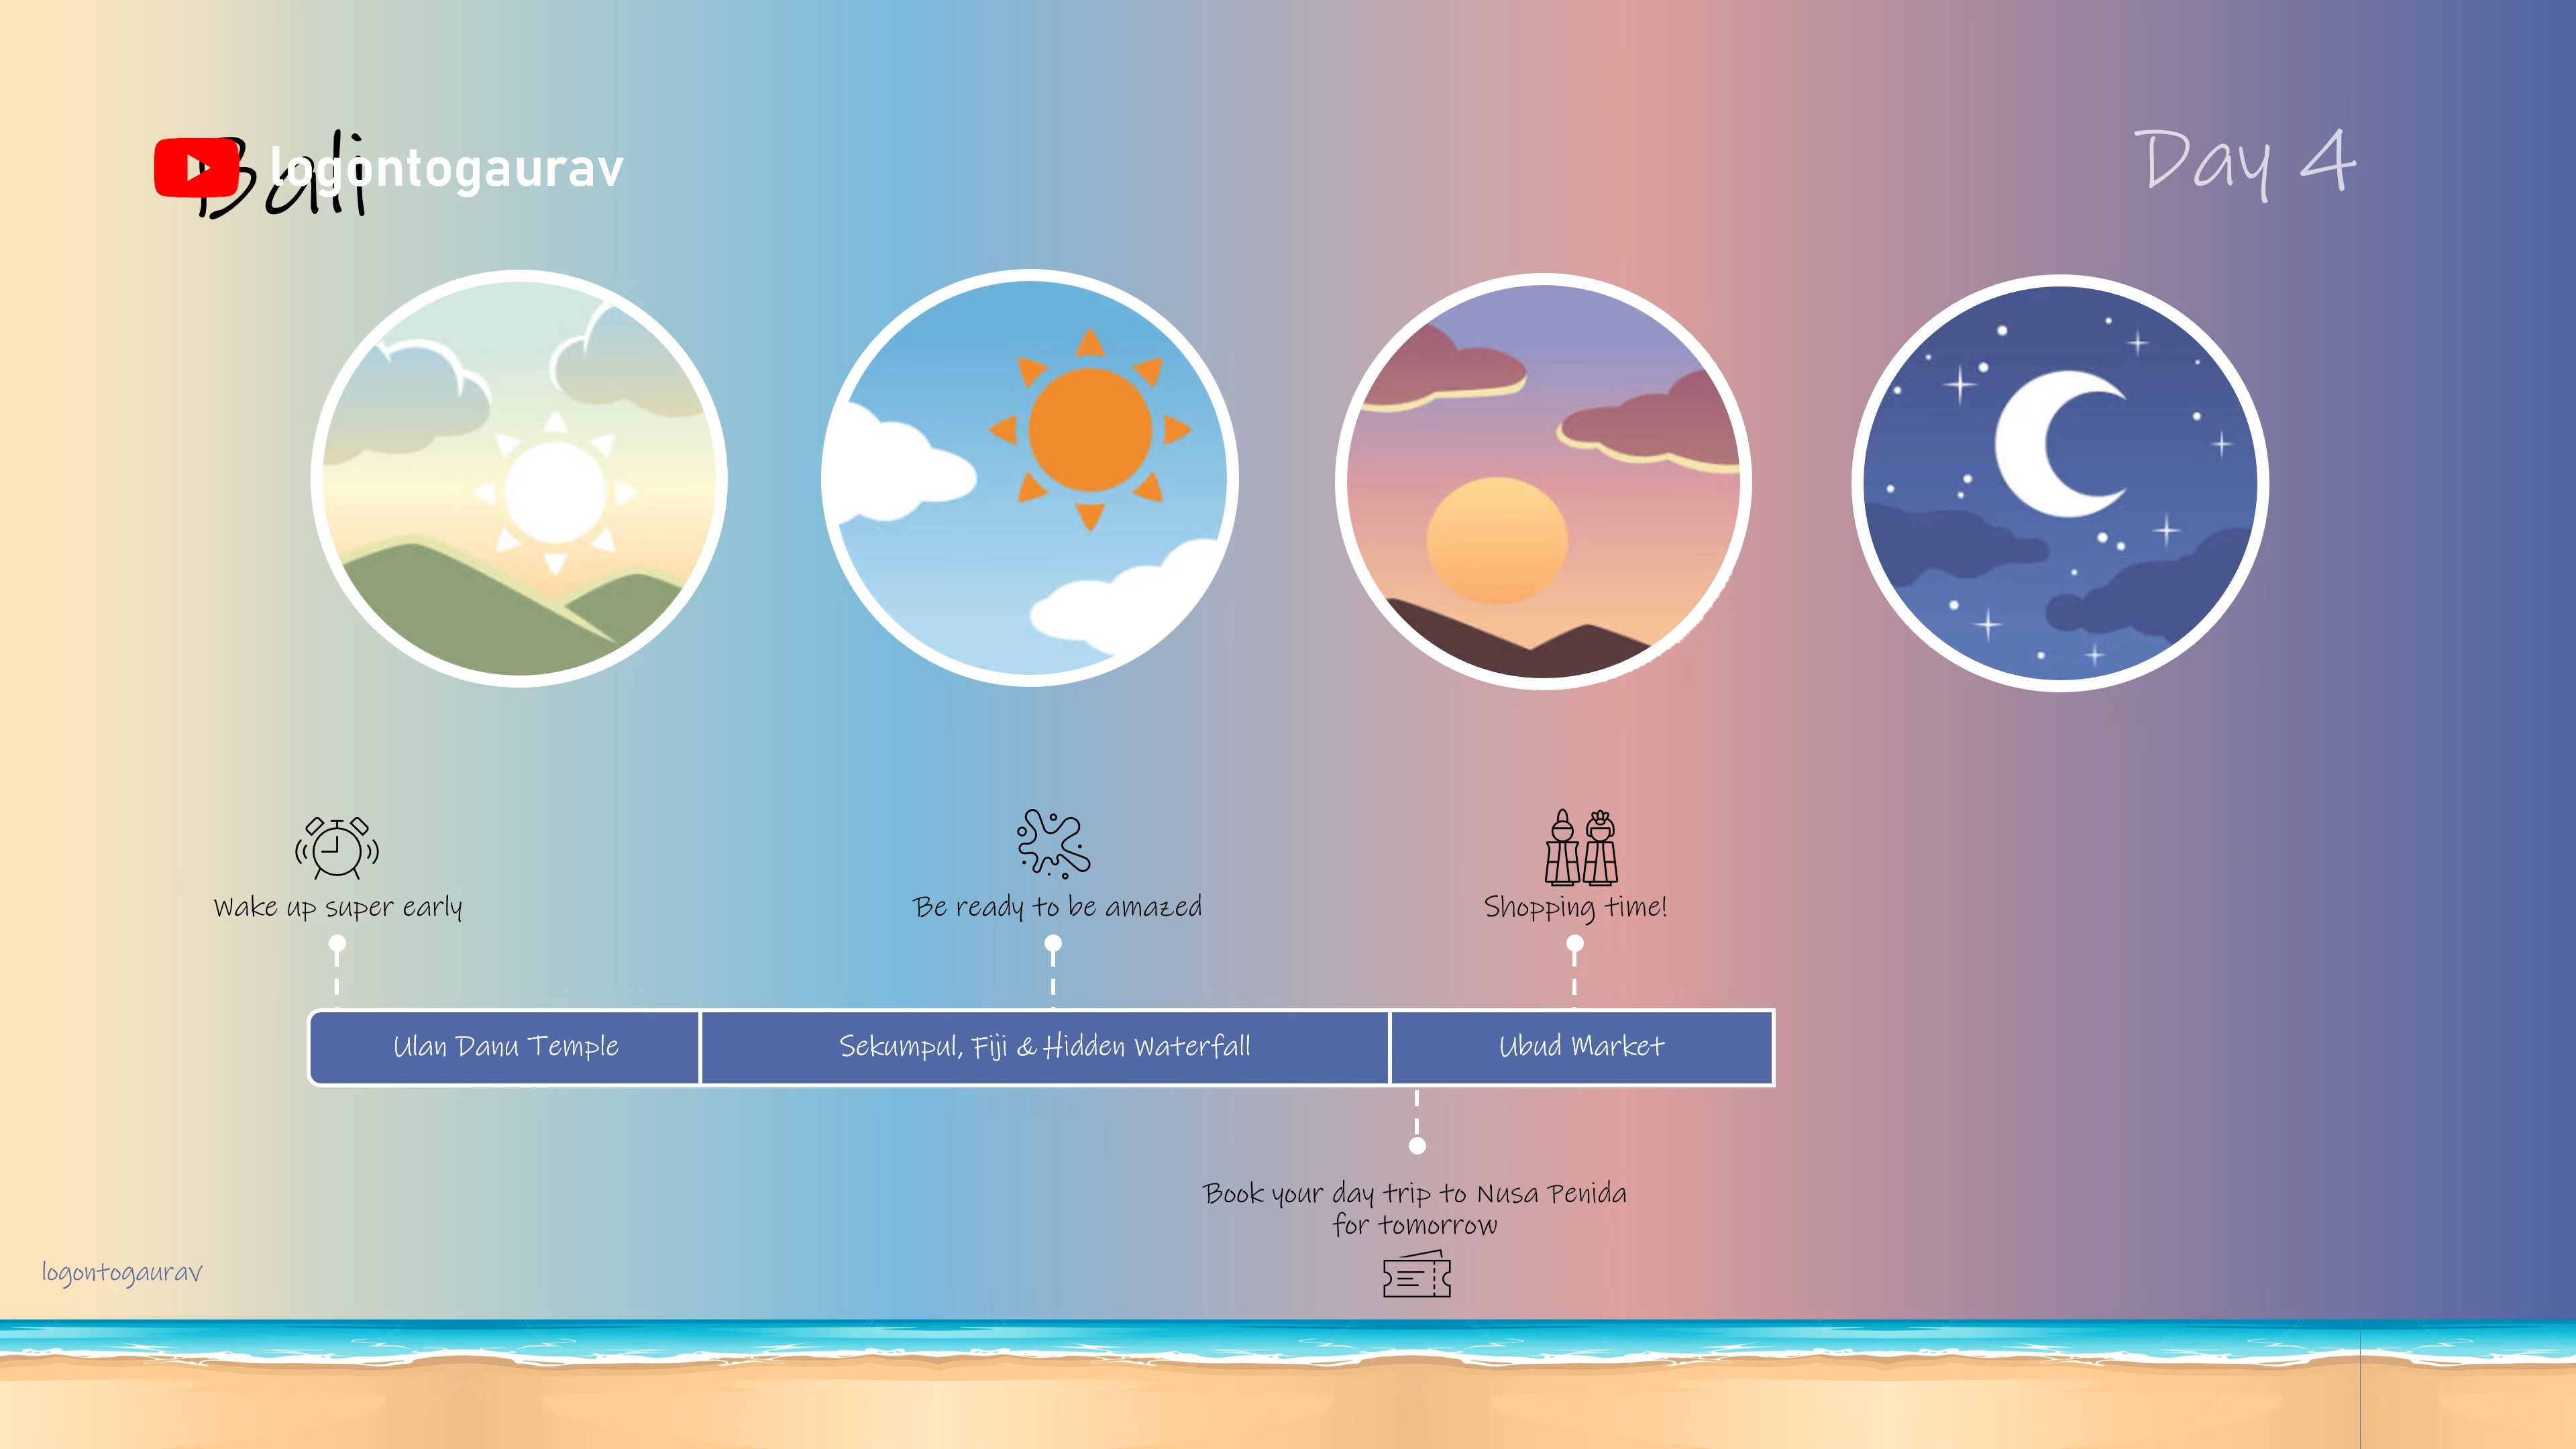 Bali
logontogaurav
Day 4
Wake up super early
Be ready to be amazed
Shopping time!
Ulan Danu Temple
Sekumpul, Fiji & Hidden Waterfall
Ubud Market
Book your day trip to Nusa Penida
for tomorrow
logontogaurav